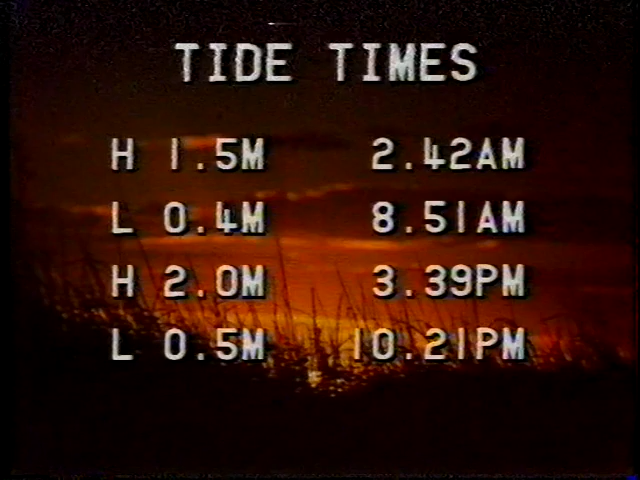 TIDE TIMES
H 1.5M 2.42AM
L 0.4M 8.51AM
H 2.0M 3.39PM
L 0.5M 10.21PM